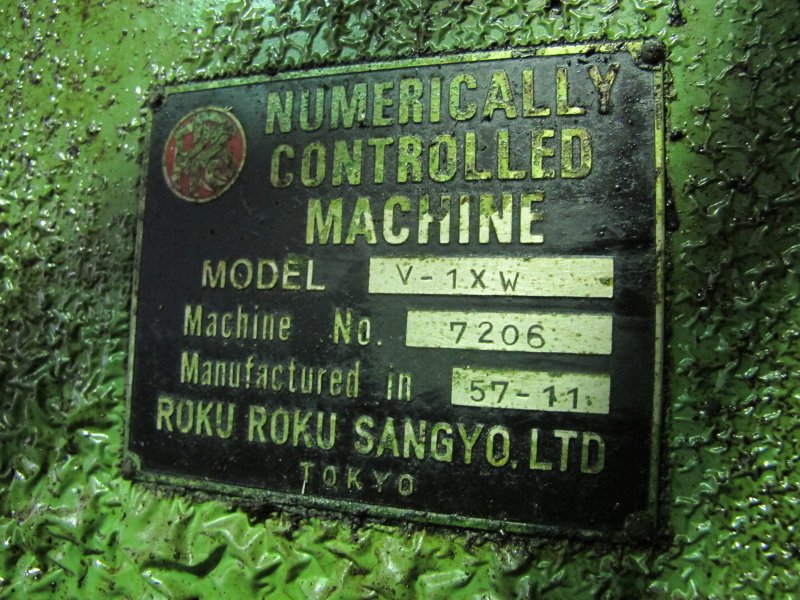 NUMERICALLY
CONTROLLED
MACHINE
MODEL V-1XW
Machine No. 7206
Manufactured in 57-11
ROKU ROKU SANGYO, LTD
TOKYO